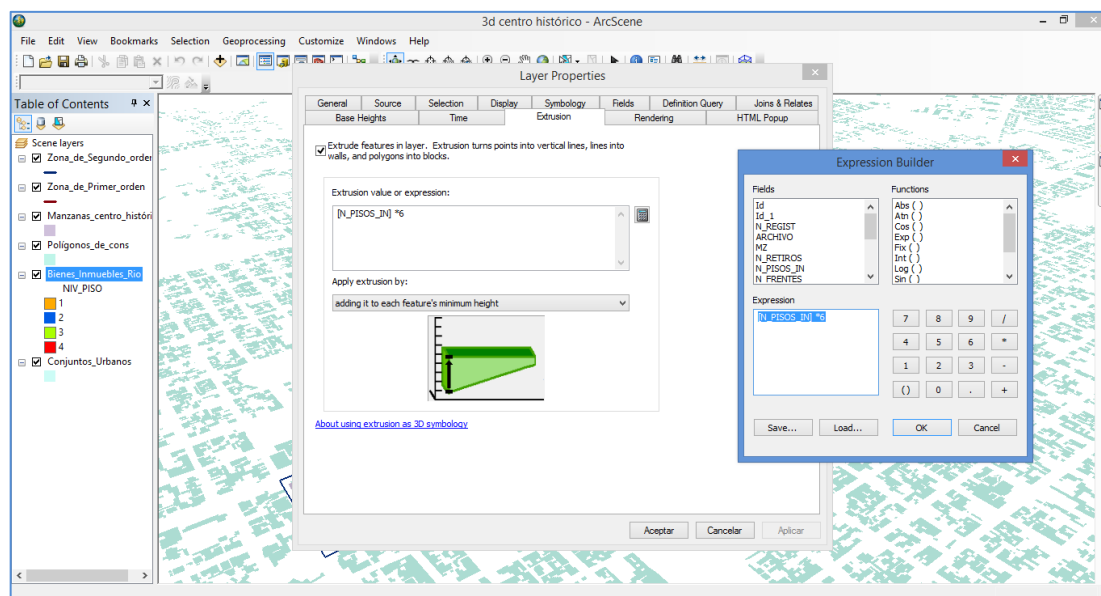 3d centro histórico - ArcScene
File Edit View Bookmarks Selection Geoprocessing Customize Windows Help
Table of Contents
Scene layers
Zona_de_Segundo_orden
Zona_de_Primer_orden
Manzanas_centro_históri
Polígonos_de_cons
Bienes_Inmuebles_Rio
NIV_PISO
1
2
3
4
Conjuntos_Urbanos
Layer Properties
General Source Selection Display Symbology Fields Definition Query Joins & Relates
Base Heights Time Extrusion Rendering HTML Popup
Extrude features in layer. Extrusion turns points into vertical lines, lines into
walls, and polygons into blocks.
Extrusion value or expression:
[N_PISOS_IN] *6
Apply extrusion by:
adding it to each feature's minimum height
About using extrusion as 3D symbology
Aceptar Cancelar Aplicar
Expression Builder
Fields Functions
Id Abs ( )
Id_1 Atn ( )
N_REGIST Cos ( )
ARCHIVO Exp ( )
MZ Fix ( )
N_RETIROS Int ( )
N_PISOS_IN Log ( )
N_FRENTES Sin ( )
Expression
[N_PISOS_IN] *6
7 8 9 /
4 5 6 *
1 2 3 -
() 0 . +
Save... Load... OK Cancel